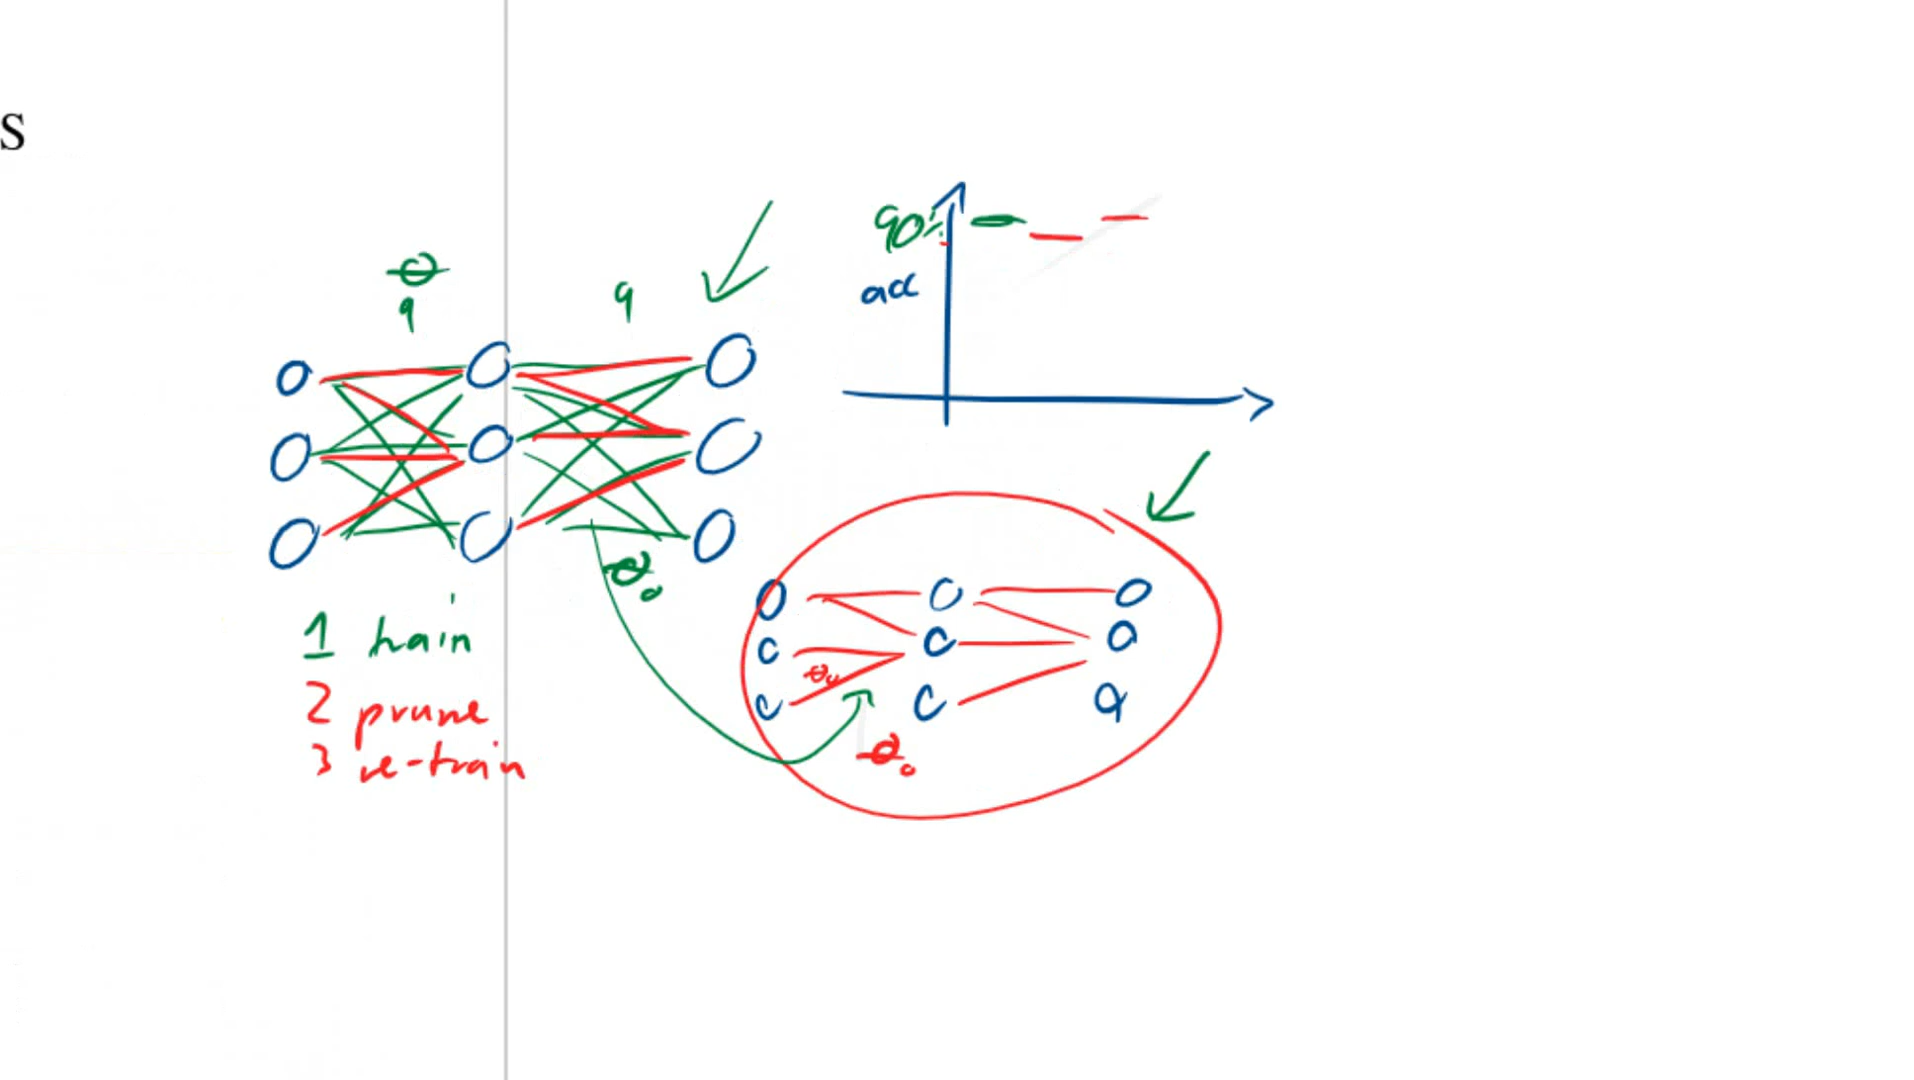 s
90%
acc
θ
9
9
θ₀
1 train
2 prune
3 re-train
θ₀
θ₀